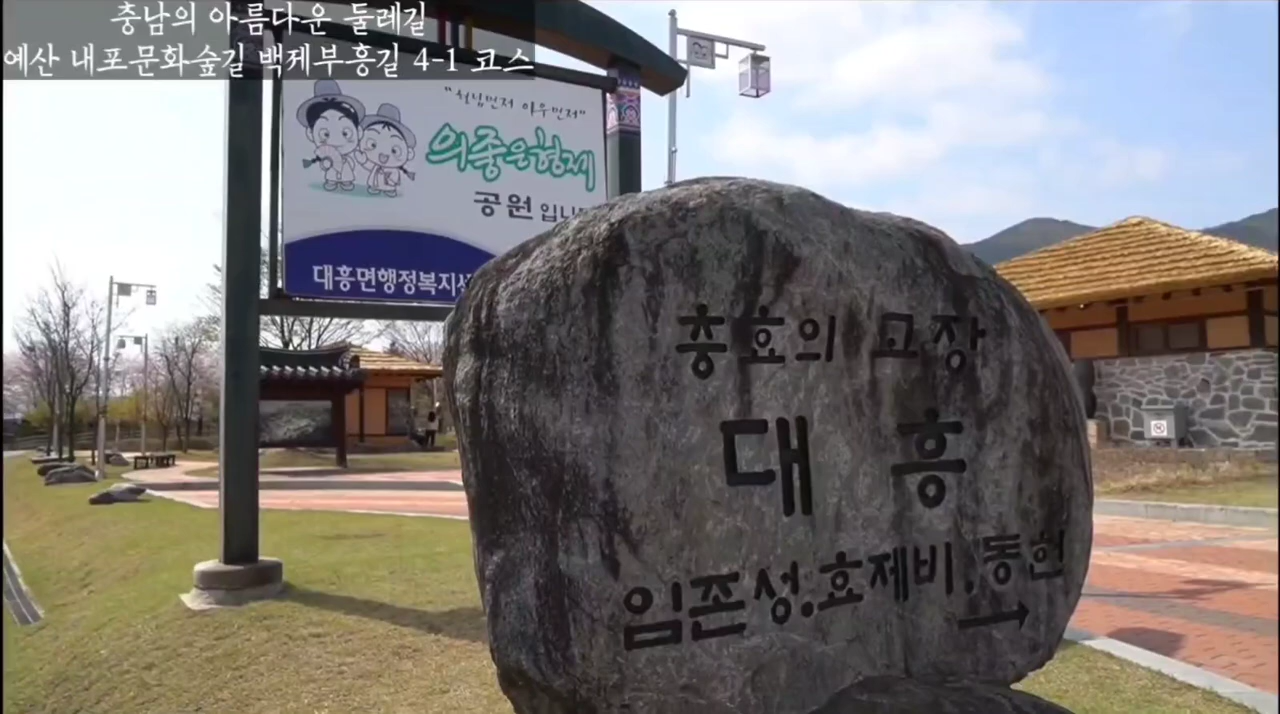 충남의 아름다운 둘레길
예산 내포문화숲길 백제부흥길 4-1 코스
"형님먼저 아우먼저"
의좋은형제
공원 입니
대흥면행정복지
충효의 고장
대 흥
임존성.효제비.동헌
→